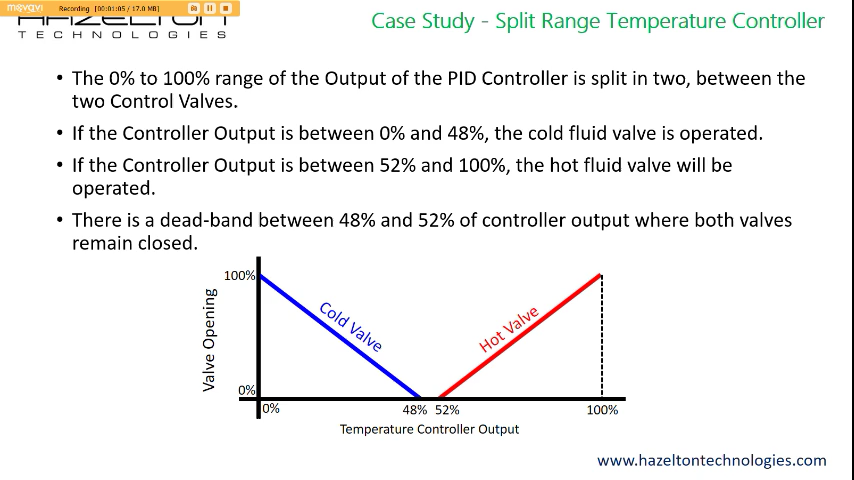 movavi
Recording [00:01:05 / 17.0 MB]
HAZELTON
TECHNOLOGIES
Case Study - Split Range Temperature Controller
• The 0% to 100% range of the Output of the PID Controller is split in two, between the
two Control Valves.
• If the Controller Output is between 0% and 48%, the cold fluid valve is operated.
• If the Controller Output is between 52% and 100%, the hot fluid valve will be
operated.
• There is a dead-band between 48% and 52% of controller output where both valves
remain closed.
100%
Valve Opening
Cold Valve
Hot Valve
0%
0%
48%
52%
100%
Temperature Controller Output
www.hazeltontechnologies.com